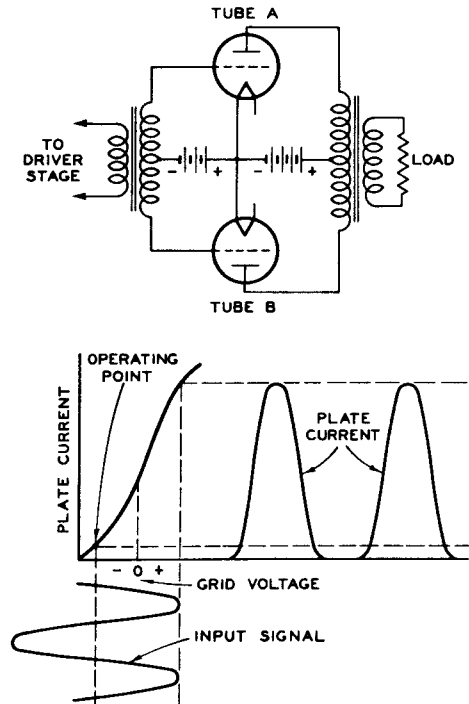 TUBE A
TO
DRIVER
STAGE
- + - +
LOAD
TUBE B
OPERATING
POINT
PLATE CURRENT
PLATE
CURRENT
- 0 +
GRID VOLTAGE
INPUT SIGNAL